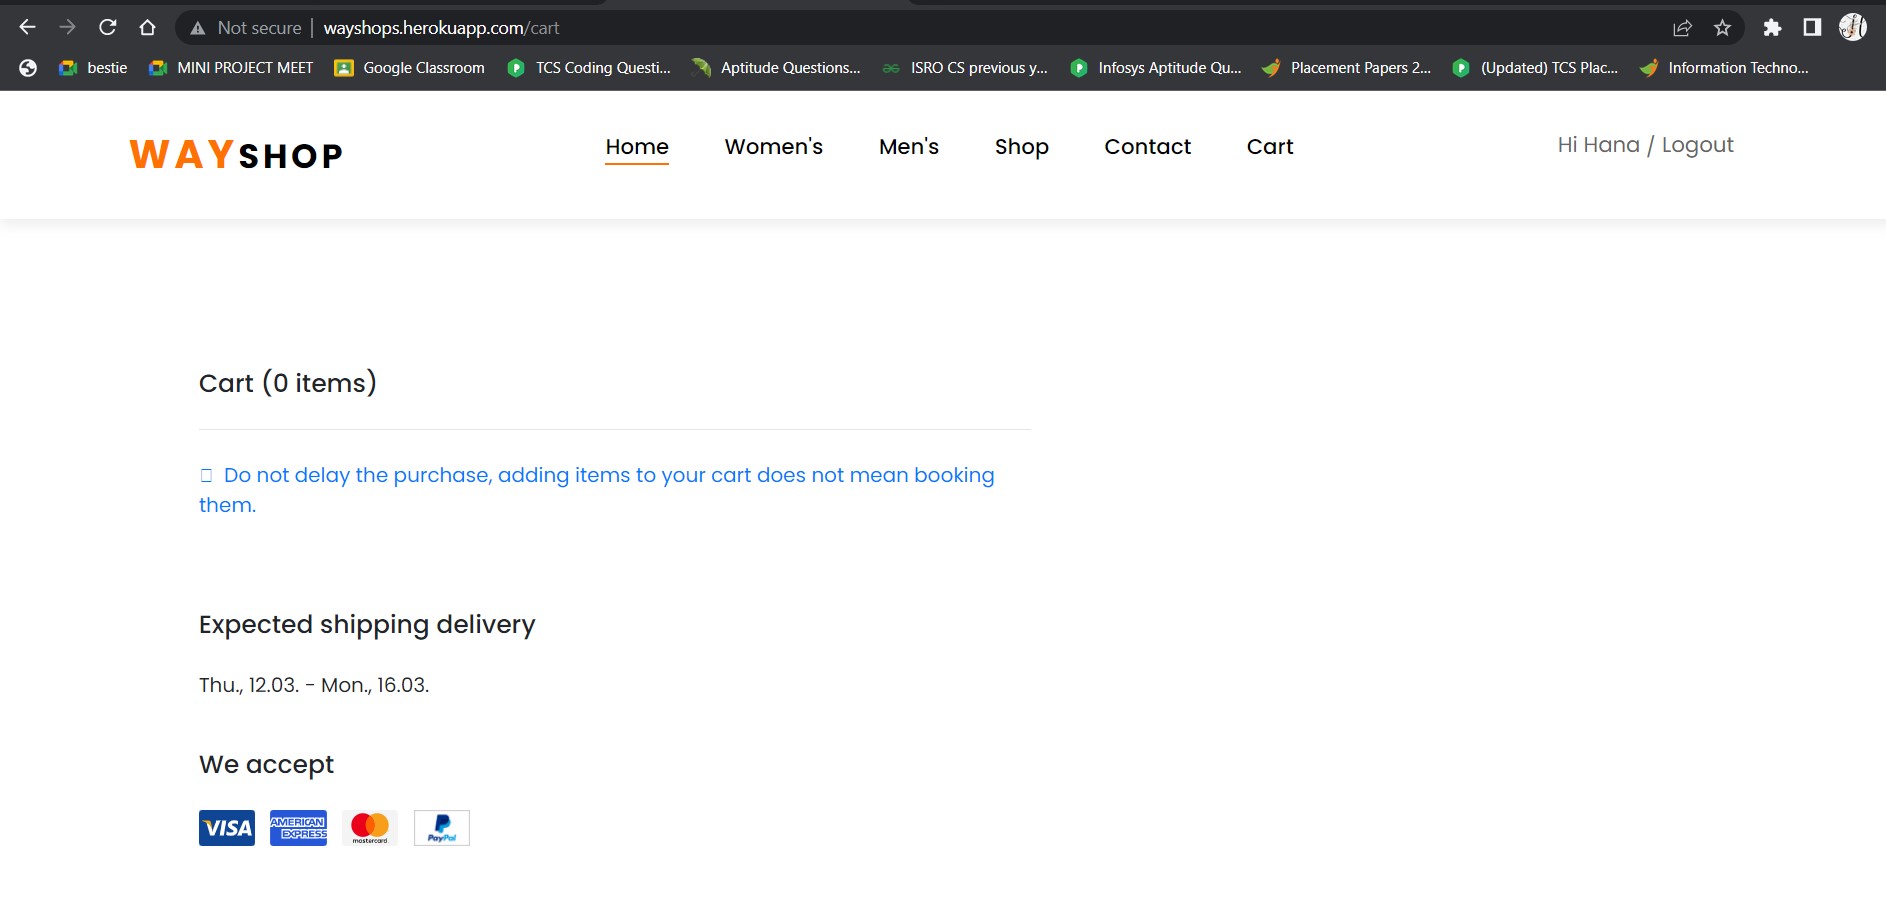 Not secure | wayshops.herokuapp.com/cart
bestie MINI PROJECT MEET Google Classroom TCS Coding Questi... Aptitude Questions... ISRO CS previous y... Infosys Aptitude Qu... Placement Papers 2... (Updated) TCS Plac... Information Techno...
WAYSHOP Home Women's Men's Shop Contact Cart Hi Hana / Logout
Cart (0 items)
Do not delay the purchase, adding items to your cart does not mean booking
them.
Expected shipping delivery
Thu., 12.03. - Mon., 16.03.
We accept
VISA AMERICAN EXPRESS mastercard. PayPal